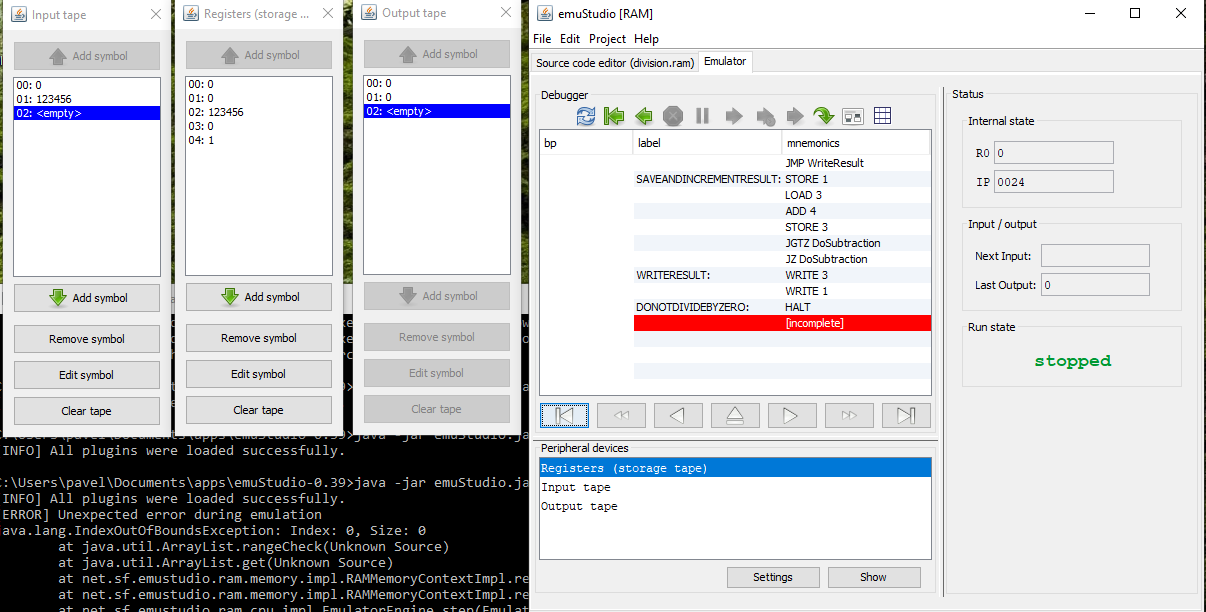 Input tape
Add symbol
00: 0
01: 123456
02: <empty>
Add symbol
Remove symbol
Edit symbol
Clear tape
Registers (storage ...
Add symbol
00: 0
01: 0
02: 123456
03: 0
04: 1
Add symbol
Remove symbol
Edit symbol
Clear tape
Output tape
Add symbol
00: 0
01: 0
02: <empty>
Add symbol
Remove symbol
Edit symbol
Clear tape
emuStudio [RAM]
File Edit Project Help
Source code editor (division.ram) Emulator
Debugger
bp label mnemonics
JMP WriteResult
SAVEANDINCREMENTRESULT: STORE 1
LOAD 3
ADD 4
STORE 3
JGTZ DoSubtraction
JZ DoSubtraction
WRITERESULT: WRITE 3
WRITE 1
DONOTDIVIDEBYZERO: HALT
[incomplete]
Peripheral devices
Registers (storage tape)
Input tape
Output tape
Settings Show
Status
Internal state
R0 0
IP 0024
Input / output
Next Input:
Last Output: 0
Run state
stopped
:\Users\pavel\Documents\apps\emuStudio-0.39>java -jar emuStudio.ja
INFO] All plugins were loaded successfully.
C:\Users\pavel\Documents\apps\emuStudio-0.39>java -jar emuStudio.ja
INFO] All plugins were loaded successfully.
ERROR] Unexpected error during emulation
java.lang.IndexOutOfBoundsException: Index: 0, Size: 0
at java.util.ArrayList.rangeCheck(Unknown Source)
at java.util.ArrayList.get(Unknown Source)
at net.sf.emustudio.ram.memory.impl.RAMMemoryContextImpl.re
at net.sf.emustudio.ram.memory.impl.RAMMemoryContextImpl.re
at net.sf.emustudio.ram.cpu.impl.EmulatorEngine.step(Emulat